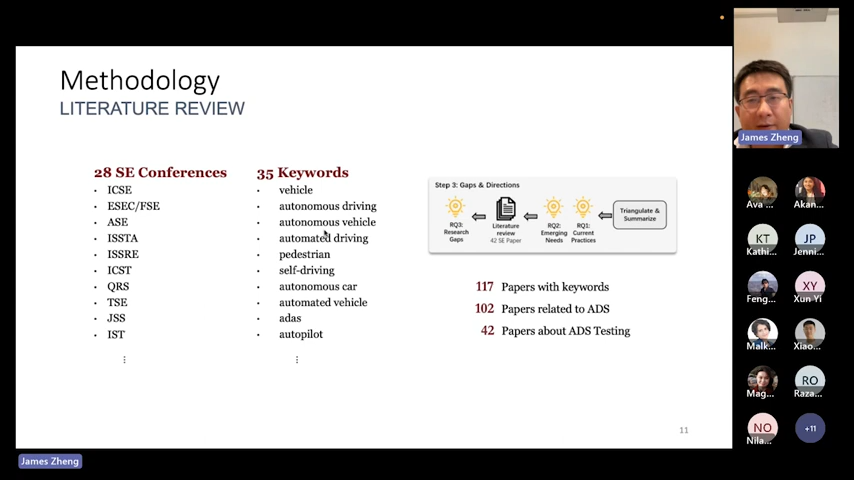 Methodology
LITERATURE REVIEW
28 SE Conferences
• ICSE
• ESEC/FSE
• ASE
• ISSTA
• ISSRE
• ICST
• QRS
• TSE
• JSS
• IST
⋮
35 Keywords
• vehicle
• autonomous driving
• autonomous vehicle
• automated driving
• pedestrian
• self-driving
• autonomous car
• automated vehicle
• adas
• autopilot
⋮
Step 3: Gaps & Directions
RQ3:
Research
Gaps
Literature
review
42 SE Paper
RQ2:
Emerging
Needs
RQ1:
Current
Practices
Triangulate &
Summarize
117 Papers with keywords
102 Papers related to ADS
42 Papers about ADS Testing
11
James Zheng
James Zheng
Ava ...
Akan...
KT
Kathi...
JP
Jenni...
Feng...
XY
Xun Yi
Malk...
Xiao...
Mag...
RO
Raza...
NO
Nila...
+11